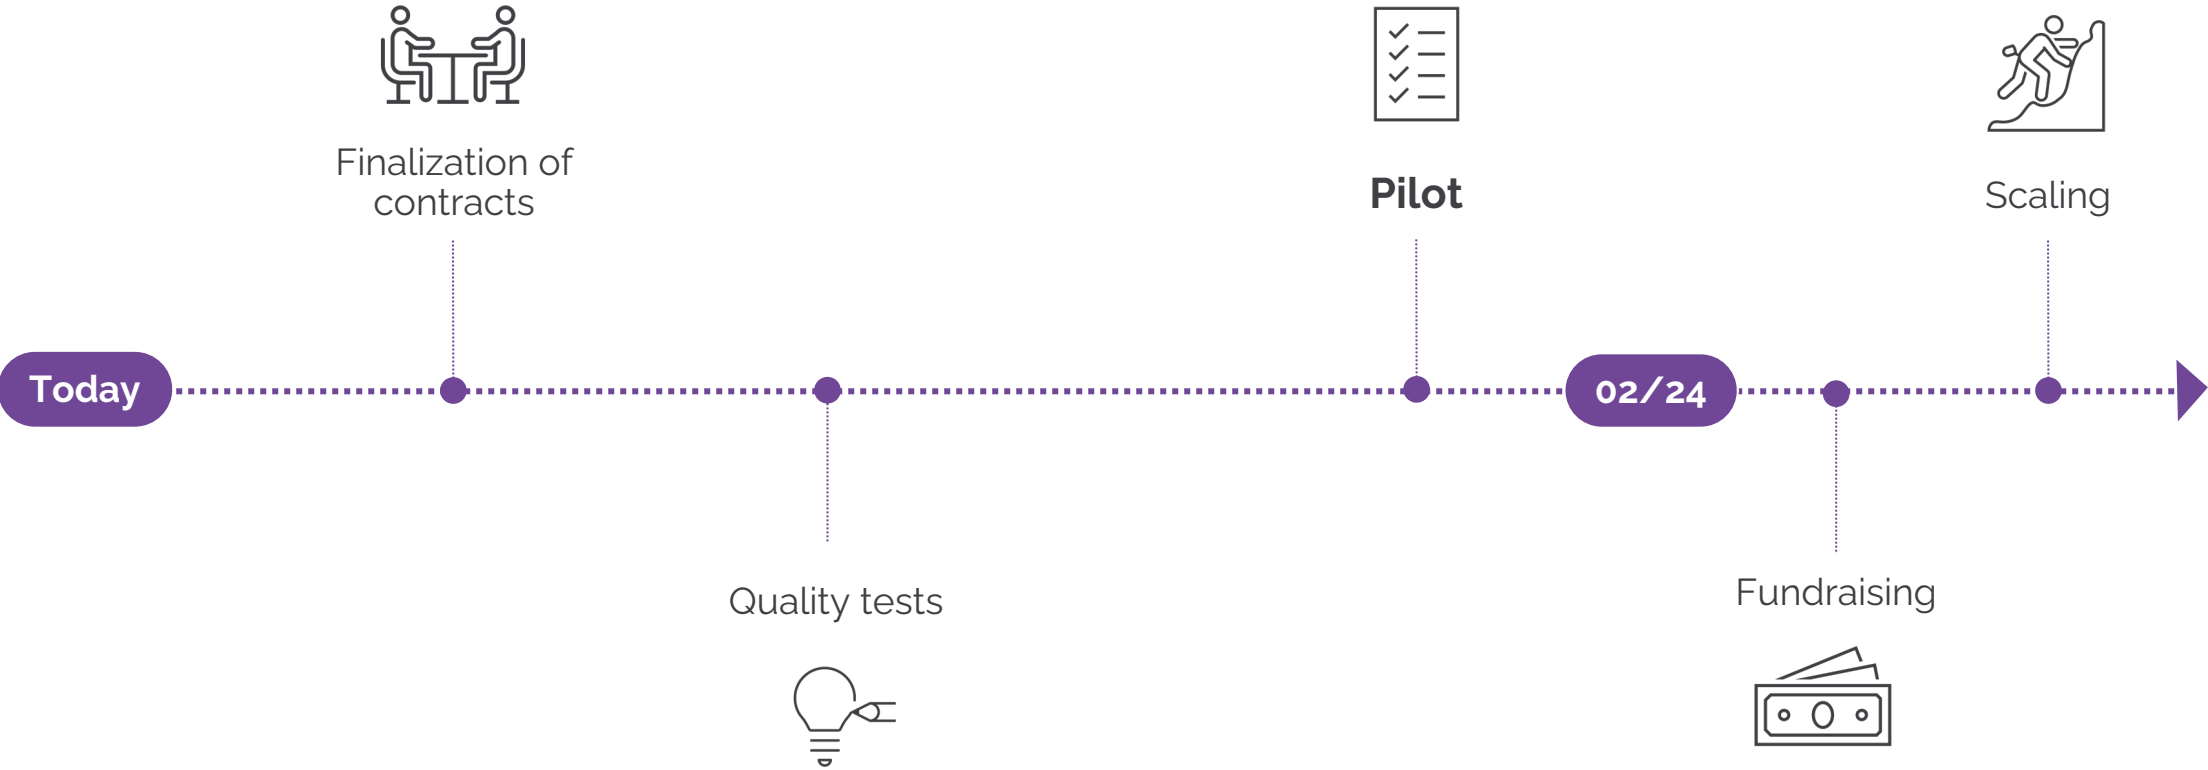 Finalization of
contracts
Pilot
Scaling
Today
02/24
Quality tests
Fundraising